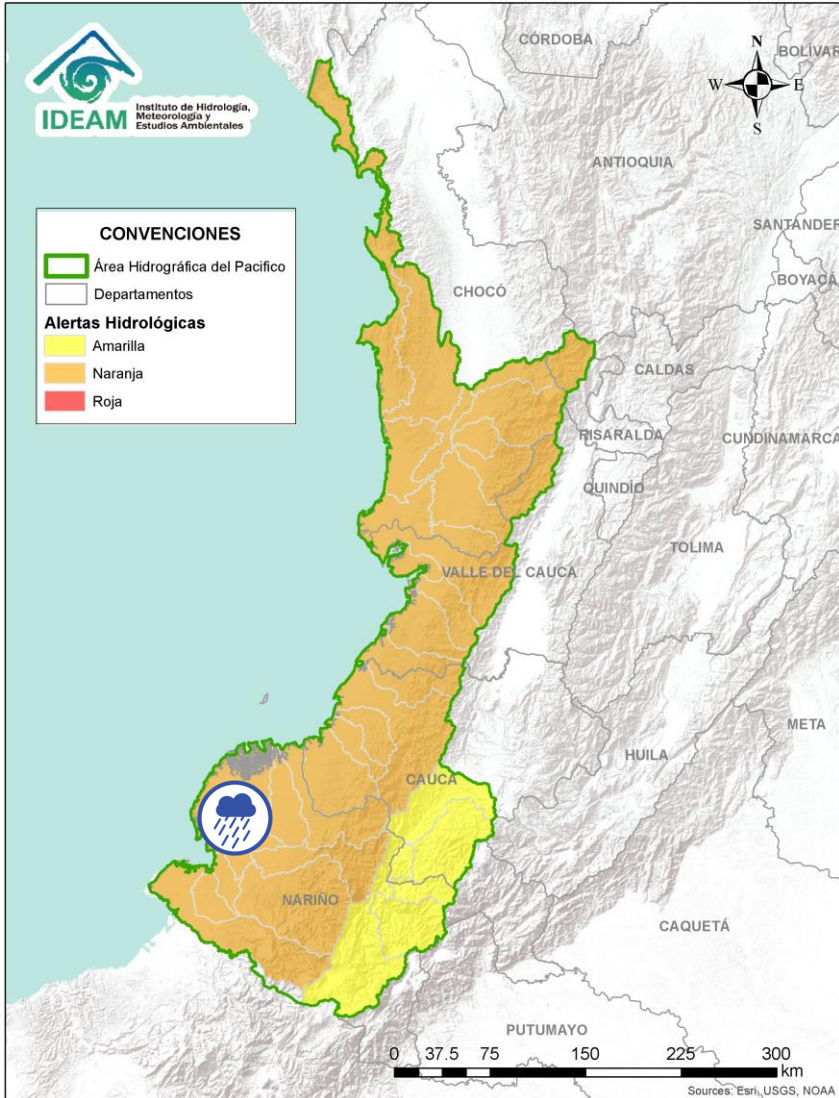 IDEAM
Instituto de Hidrología,
Meteorología y
Estudios Ambientales
N
W
E
S
CÓRDOBA
BOLÍVAR
ANTIOQUIA
SANTANDER
BOYACÁ
CHOCÓ
CALDAS
RISARALDA
CUNDINAMARCA
QUINDÍO
TOLIMA
VALLE DEL CAUCA
META
HUILA
CAUCA
NARIÑO
CAQUETÁ
PUTUMAYO
CONVENCIONES
Área Hidrográfica del Pacifico
Departamentos
Alertas Hidrológicas
Amarilla
Naranja
Roja
0 37.5 75 150 225 300
km
Sources: Esri, USGS, NOAA